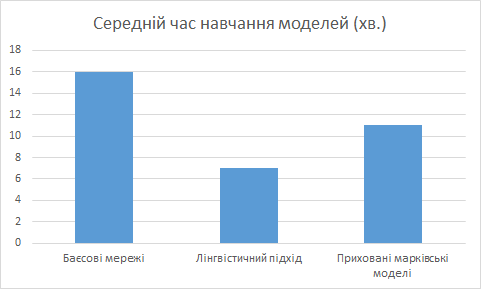 Середній час навчання моделей (хв.)
18
16
14
12
10
8
6
4
2
0
Баєсові мережі
Лінгвістичний підхід
Приховані марківські
моделі